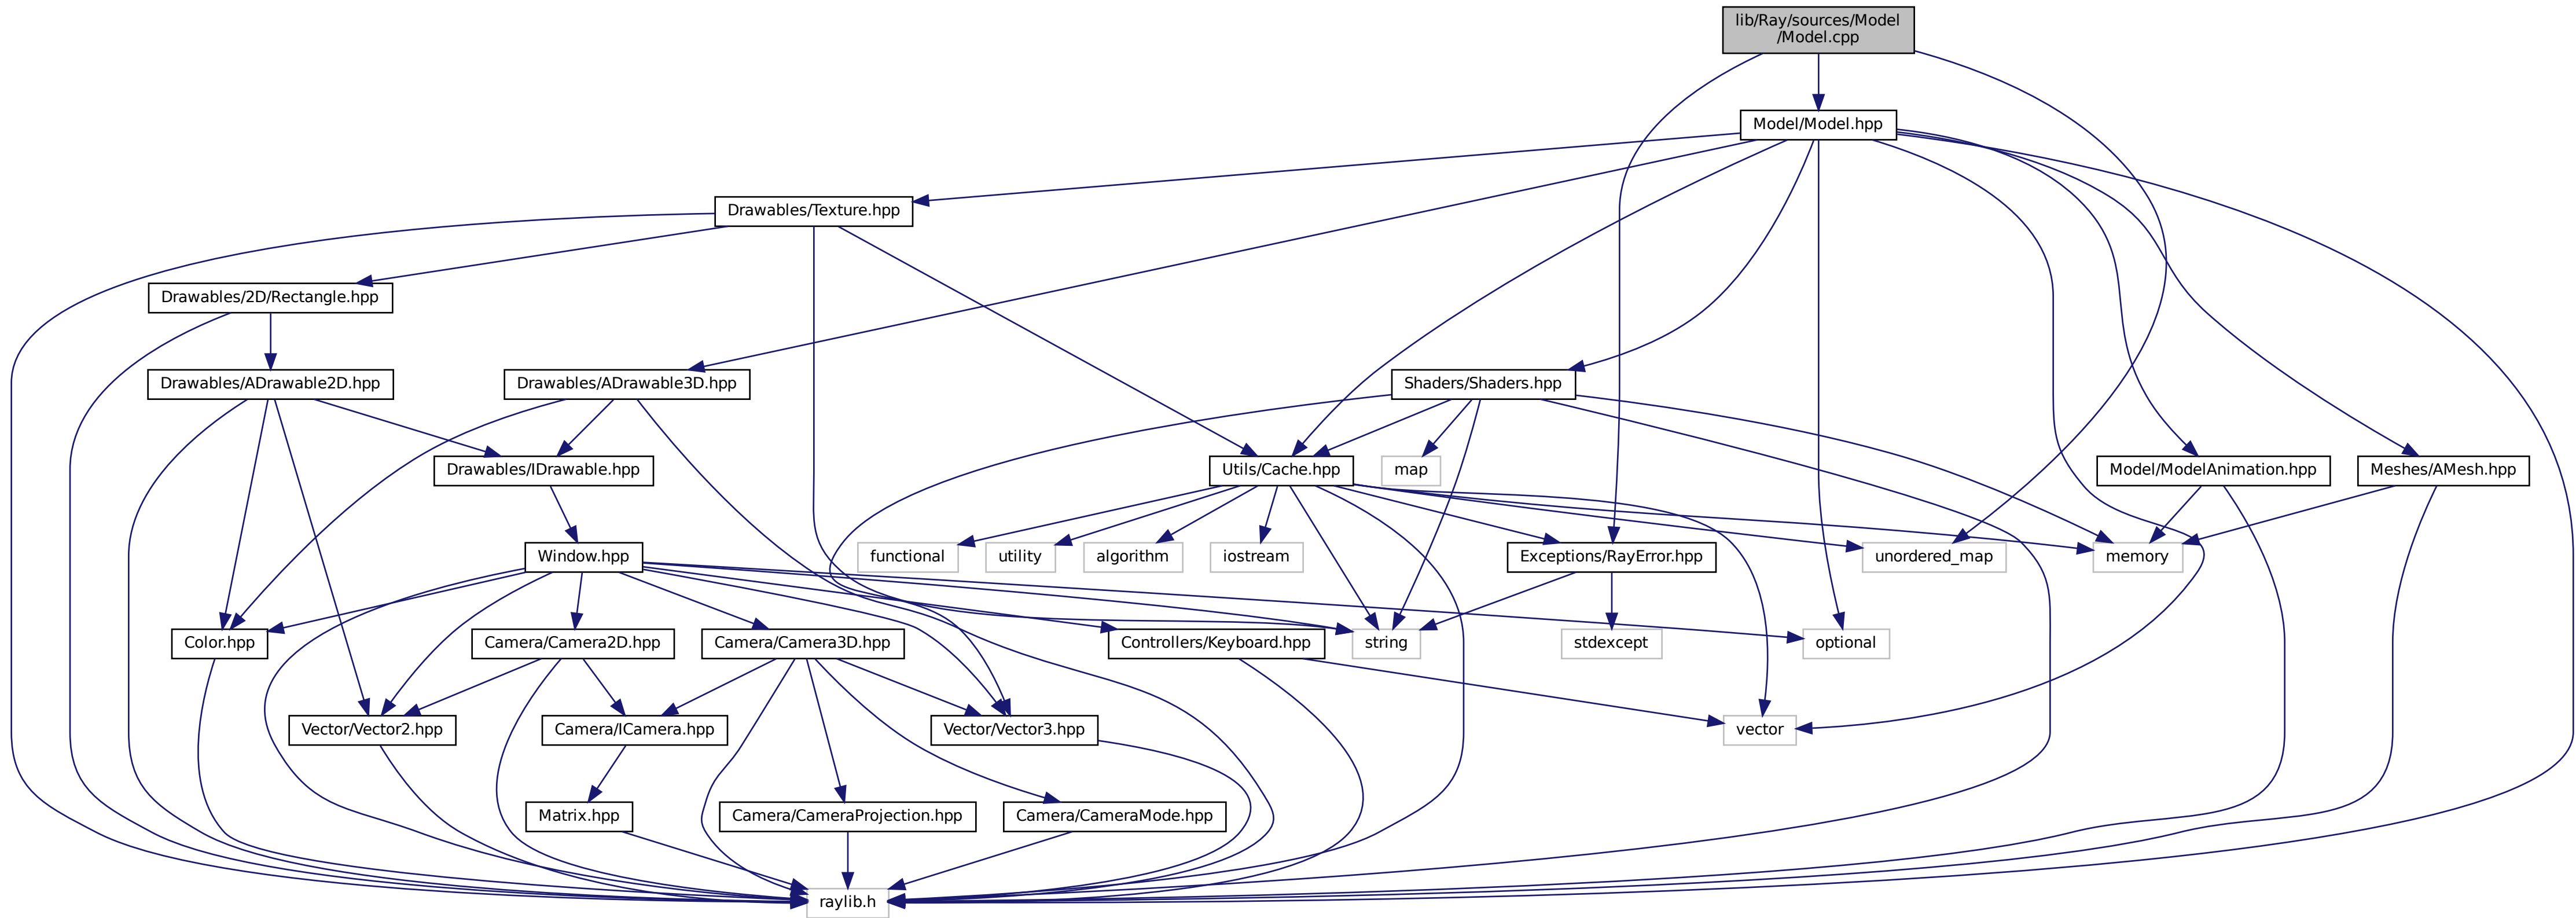 lib/Ray/sources/Model
/Model.cpp
Model/Model.hpp
Drawables/Texture.hpp
Drawables/2D/Rectangle.hpp
Drawables/ADrawable2D.hpp
Drawables/ADrawable3D.hpp
Shaders/Shaders.hpp
Drawables/IDrawable.hpp
Utils/Cache.hpp
map
Model/ModelAnimation.hpp
Meshes/AMesh.hpp
Window.hpp
functional
utility
algorithm
iostream
Exceptions/RayError.hpp
unordered_map
memory
Color.hpp
Camera/Camera2D.hpp
Camera/Camera3D.hpp
Controllers/Keyboard.hpp
string
stdexcept
optional
Vector/Vector2.hpp
Camera/ICamera.hpp
Vector/Vector3.hpp
vector
Matrix.hpp
Camera/CameraProjection.hpp
Camera/CameraMode.hpp
raylib.h